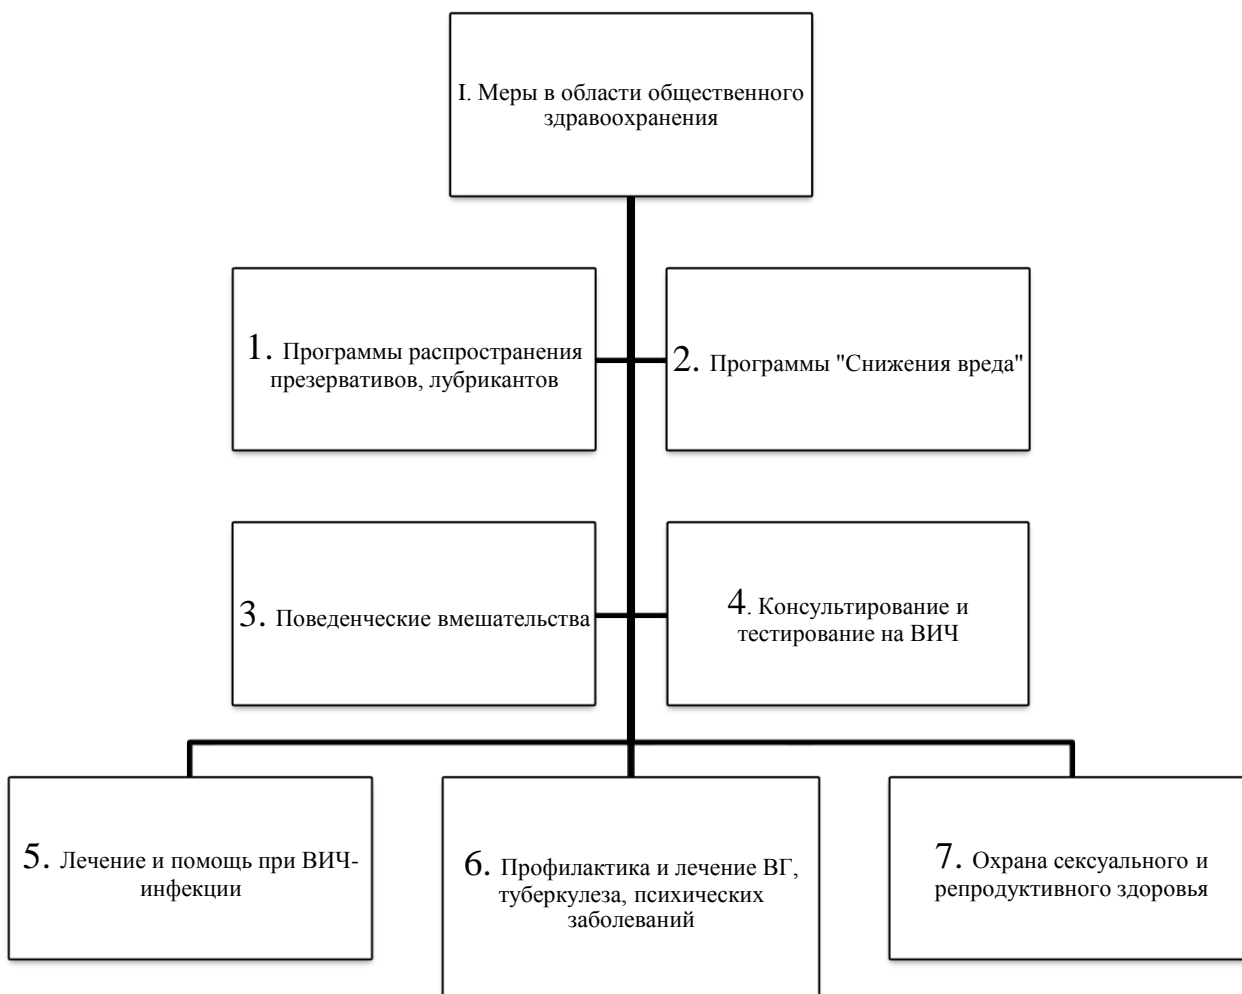 I. Меры в области общественного
здравоохранения
1. Программы распространения
презервативов, лубрикантов
2. Программы "Снижения вреда"
3. Поведенческие вмешательства
4. Консультирование и
тестирование на ВИЧ
5. Лечение и помощь при ВИЧ-
инфекции
6. Профилактика и лечение ВГ,
туберкулеза, психических
заболеваний
7. Охрана сексуального и
репродуктивного здоровья